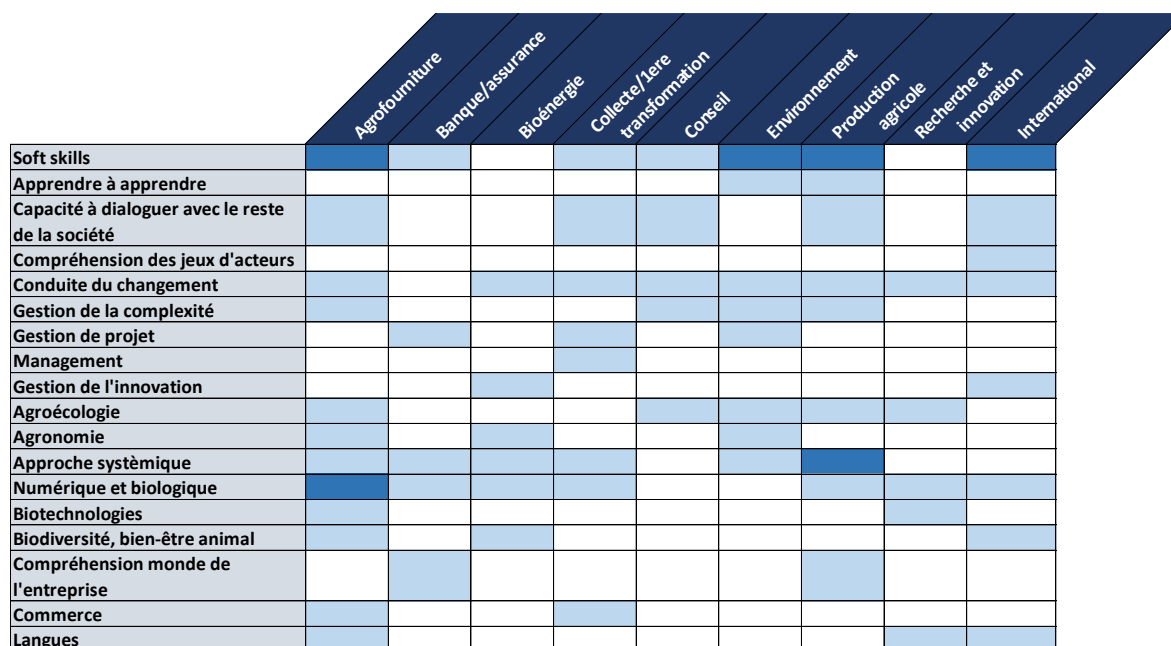 Agrofourniture
Banque/assurance
Bioénergie
Collecte/1ere
transformation
Conseil
Environnement
Production
agricole
Recherche et
innovation
International
Soft skills
Apprendre à apprendre
Capacité à dialoguer avec le reste
de la société
Compréhension des jeux d'acteurs
Conduite du changement
Gestion de la complexité
Gestion de projet
Management
Gestion de l'innovation
Agroécologie
Agronomie
Approche systèmique
Numérique et biologique
Biotechnologies
Biodiversité, bien-être animal
Compréhension monde de
l'entreprise
Commerce
Langues